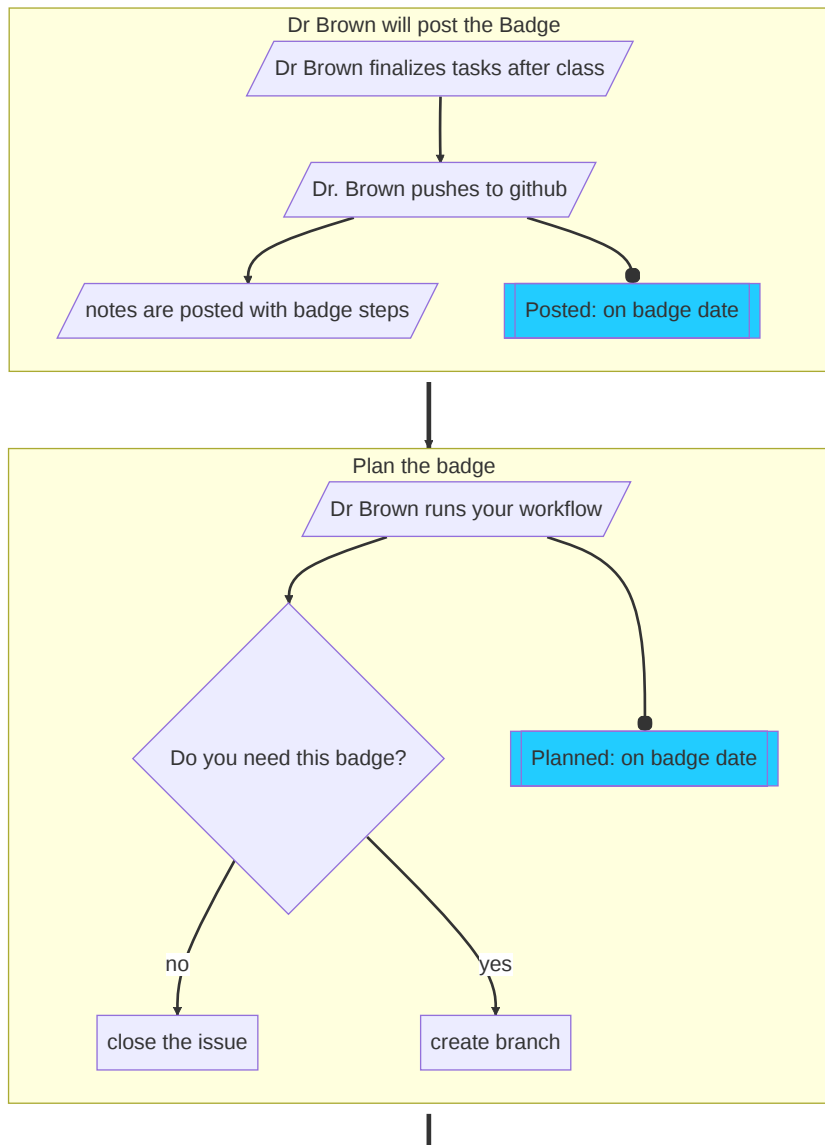 Dr Brown will post the Badge
Dr Brown finalizes tasks after class
Dr. Brown pushes to github
notes are posted with badge steps
Posted: on badge date
Plan the badge
Dr Brown runs your workflow
Do you need this badge?
Planned: on badge date
no
yes
close the issue
create branch